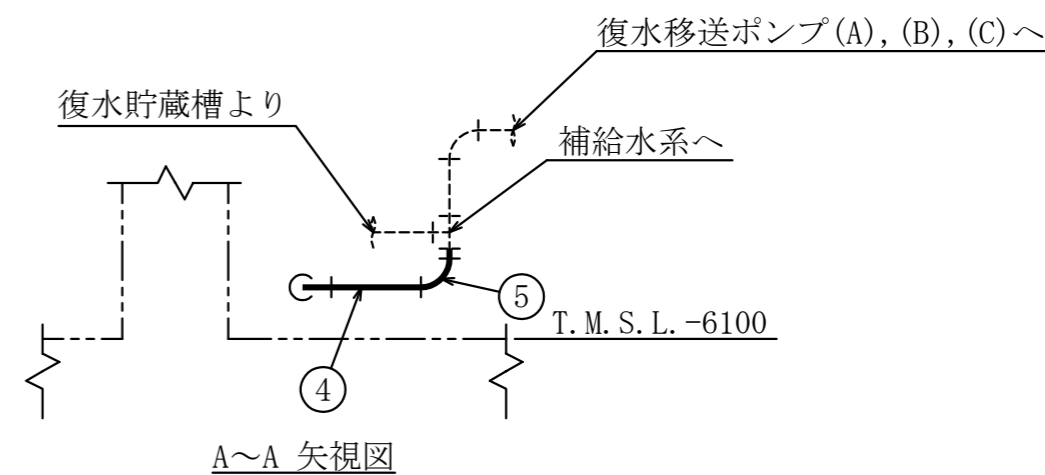 復水移送ポンプ(A), (B), (C)へ
復水貯蔵槽より
補給水系へ
⑤
T.M.S.L.-6100
④
A～A 矢視図